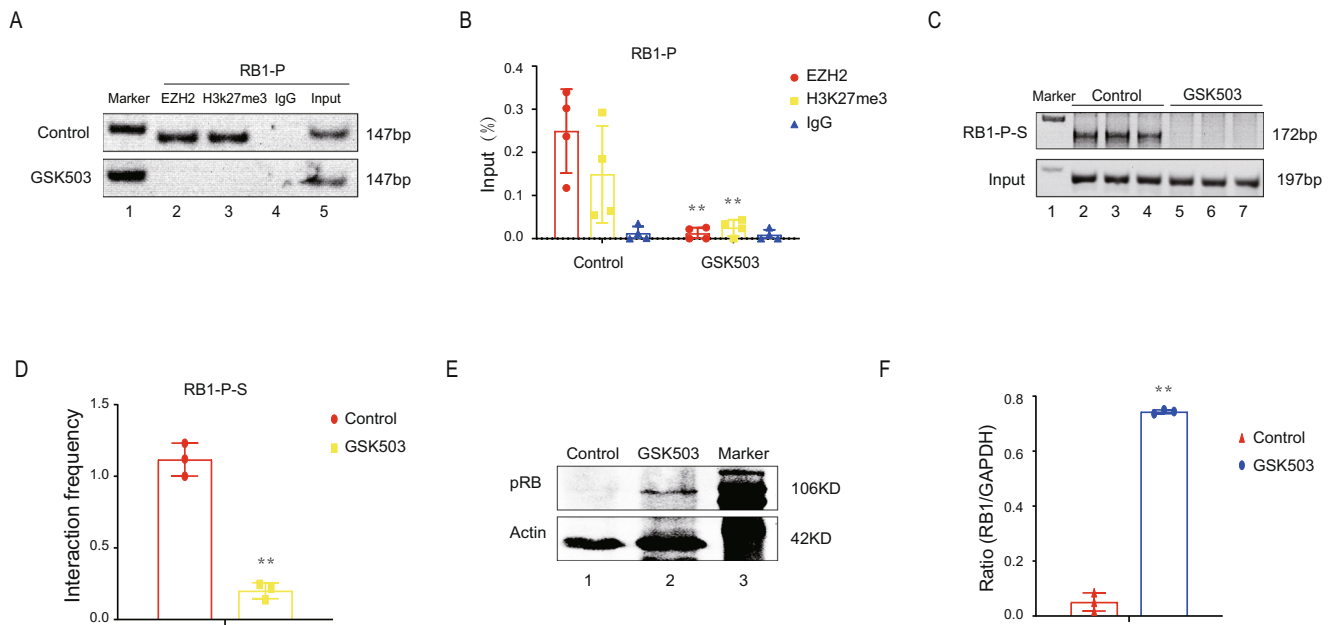 A
RB1-P
Marker EZH2 H3k27me3 IgG Input
Control 147bp
GSK503 147bp
1 2 3 4 5
B
RB1-P
EZH2
H3K27me3
IgG
Input (%)
0.4
0.3
0.2
0.1
0.0
** **
Control GSK503
C
Marker Control GSK503
RB1-P-S 172bp
Input 197bp
1 2 3 4 5 6 7
D
RB1-P-S
Control
GSK503
Interaction frequency
1.5
1.0
0.5
0.0
**
E
Control GSK503 Marker
pRB 106KD
Actin 42KD
1 2 3
F
**
Control
GSK503
Ratio (RB1/GAPDH)
0.8
0.6
0.4
0.2
0.0